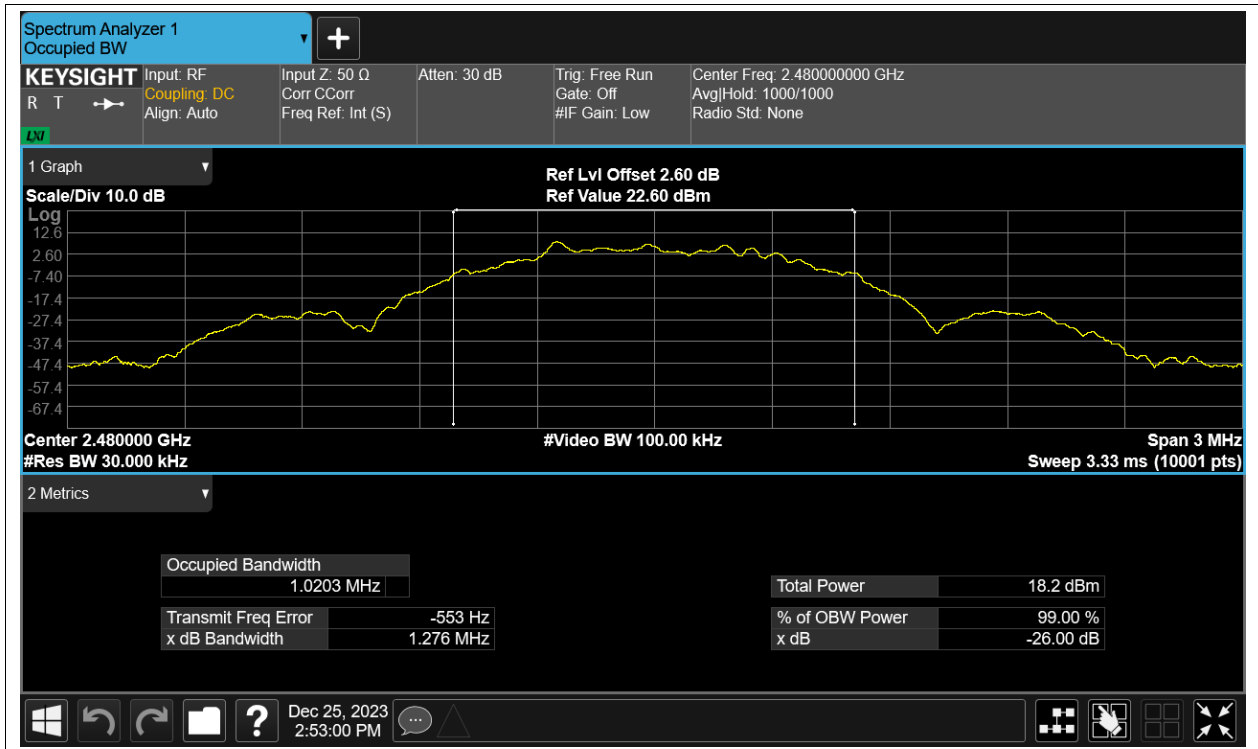 Spectrum Analyzer 1
Occupied BW
KEYSIGHT
R T
LXI
Input: RF
Coupling: DC
Align: Auto
Input Z: 50 Ω
Corr CCorr
Freq Ref: Int (S)
Atten: 30 dB
Trig: Free Run
Gate: Off
#IF Gain: Low
Center Freq: 2.480000000 GHz
Avg|Hold: 1000/1000
Radio Std: None
1 Graph
Scale/Div 10.0 dB
Ref Lvl Offset 2.60 dB
Ref Value 22.60 dBm
Log
12.6
2.60
-7.40
-17.4
-27.4
-37.4
-47.4
-57.4
-67.4
Center 2.480000 GHz
#Res BW 30.000 kHz
#Video BW 100.00 kHz
Span 3 MHz
Sweep 3.33 ms (10001 pts)
2 Metrics
Occupied Bandwidth
1.0203 MHz
Transmit Freq Error -553 Hz
x dB Bandwidth 1.276 MHz
Total Power 18.2 dBm
% of OBW Power 99.00 %
x dB -26.00 dB
?
Dec 25, 2023
2:53:00 PM